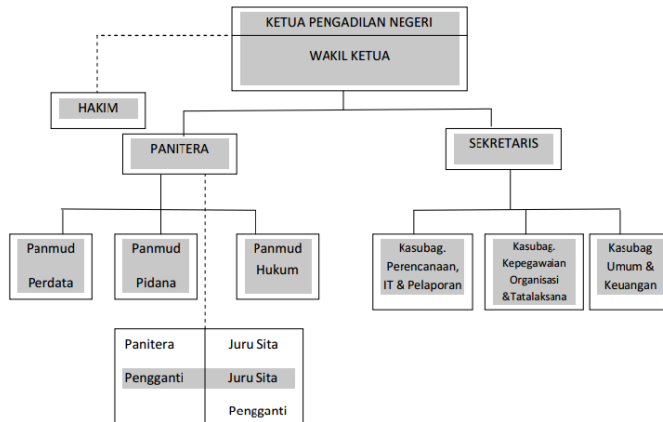 KETUA PENGADILAN NEGERI
WAKIL KETUA
HAKIM
PANITERA
SEKRETARIS
Panmud
Perdata
Panmud
Pidana
Panmud
Hukum
Kasubag.
Perencanaan,
IT & Pelaporan
Kasubag.
Kepegawaian
Organisasi
&Tatalaksana
Kasubag
Umum &
Keuangan
Panitera
Pengganti
Juru Sita
Juru Sita
Pengganti